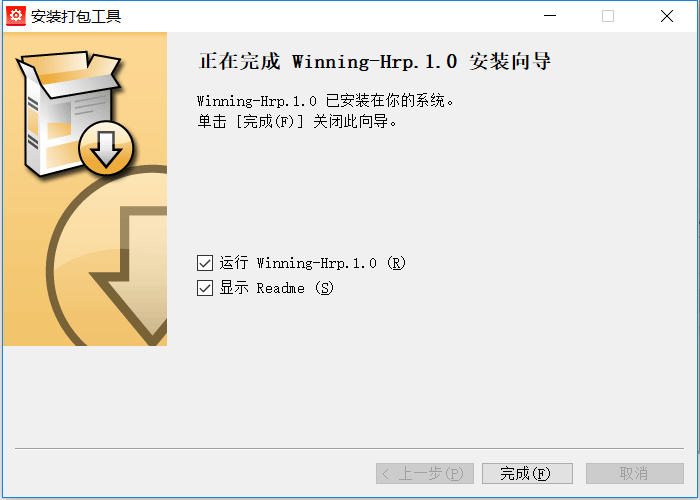 安装打包工具
正在完成 Winning-Hrp.1.0 安装向导
Winning-Hrp.1.0 已安装在你的系统。
单击 [完成(F)] 关闭此向导。
运行 Winning-Hrp.1.0 (R)
显示 Readme (S)
< 上一步(P)
完成(F)
取消